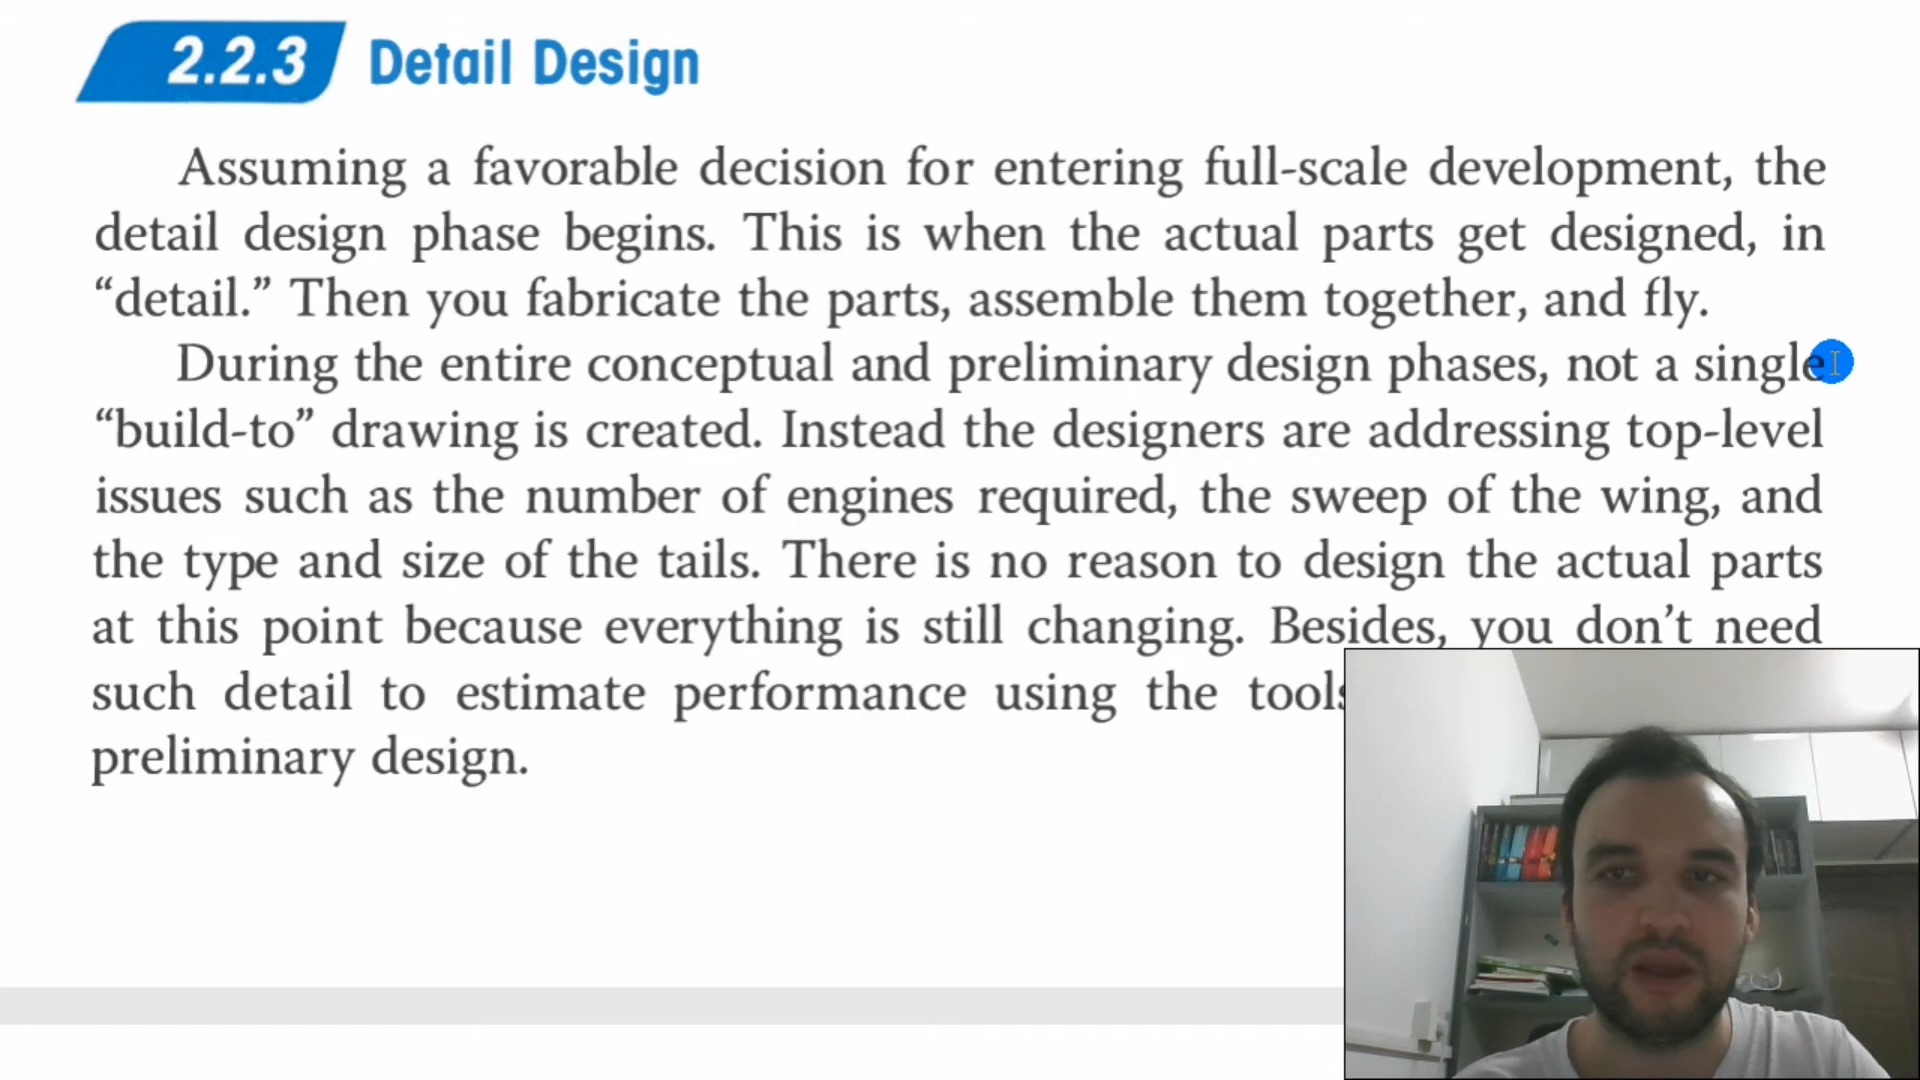 2.2.3 Detail Design
Assuming a favorable decision for entering full-scale development, the
detail design phase begins. This is when the actual parts get designed, in
“detail.” Then you fabricate the parts, assemble them together, and fly.
During the entire conceptual and preliminary design phases, not a single
“build-to” drawing is created. Instead the designers are addressing top-level
issues such as the number of engines required, the sweep of the wing, and
the type and size of the tails. There is no reason to design the actual parts
at this point because everything is still changing. Besides, you don’t need
such detail to estimate performance using the tools
preliminary design.